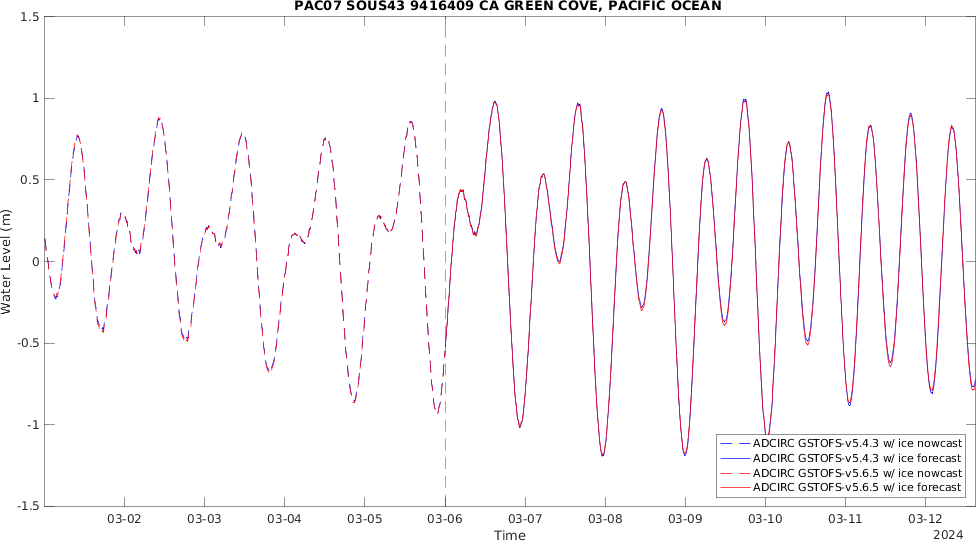 PAC07 SOUS43 9416409 CA GREEN COVE, PACIFIC OCEAN
1.5
1
0.5
0
-0.5
-1
-1.5
Water Level (m)
ADCIRC GSTOFS-v5.4.3 w/ ice nowcast
ADCIRC GSTOFS-v5.4.3 w/ ice forecast
ADCIRC GSTOFS-v5.6.5 w/ ice nowcast
ADCIRC GSTOFS-v5.6.5 w/ ice forecast
03-02 03-03 03-04 03-05 03-06 03-07 03-08 03-09 03-10 03-11 03-12
Time
2024